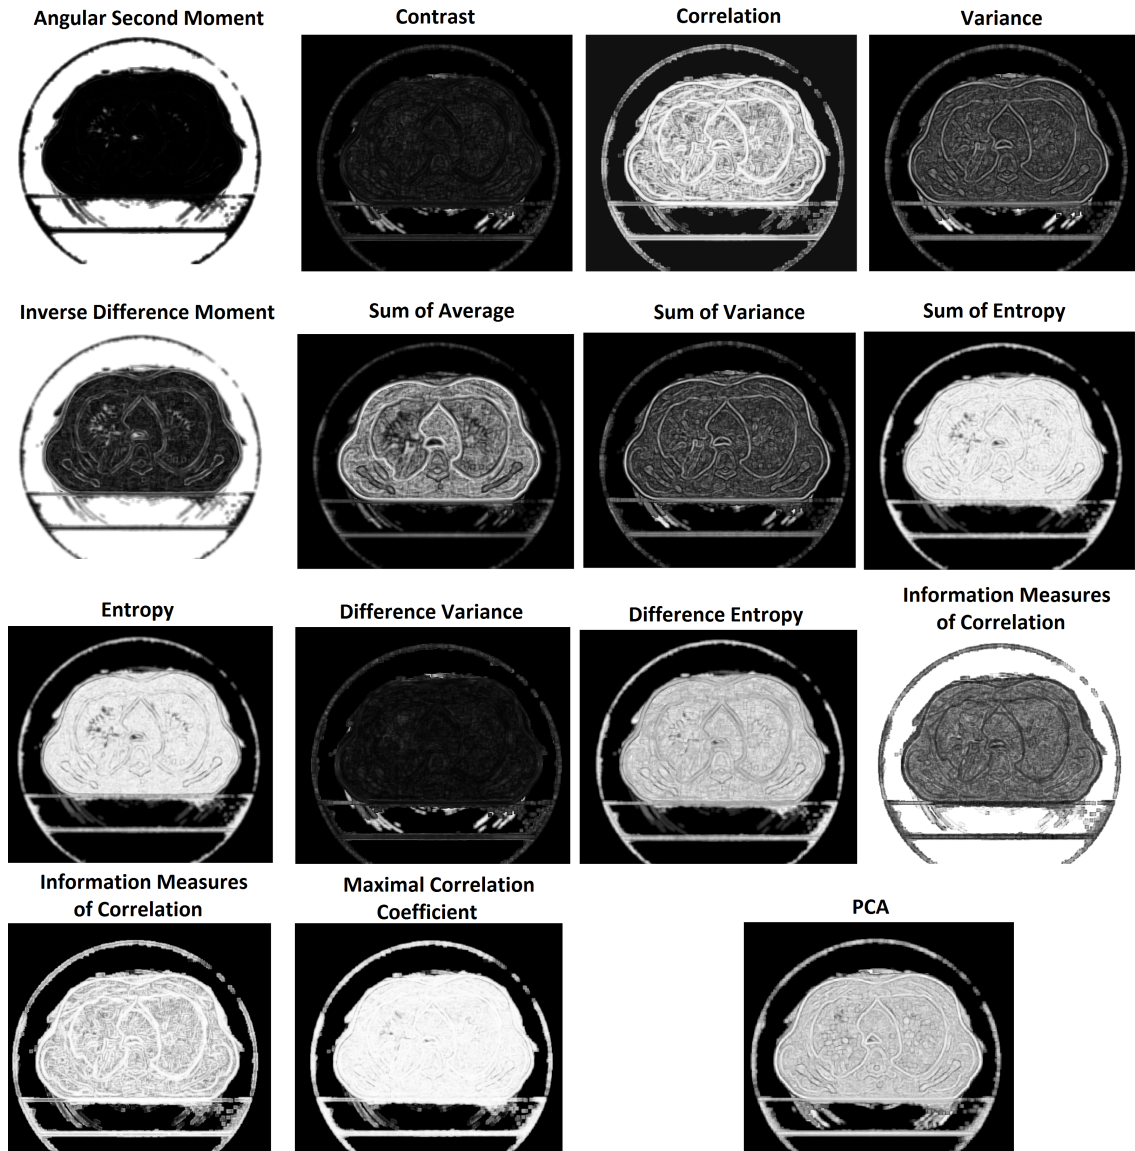 Angular Second Moment
Contrast
Correlation
Variance
Inverse Difference Moment
Sum of Average
Sum of Variance
Sum of Entropy
Entropy
Difference Variance
Difference Entropy
Information Measures
of Correlation
Information Measures
of Correlation
Maximal Correlation
Coefficient
PCA